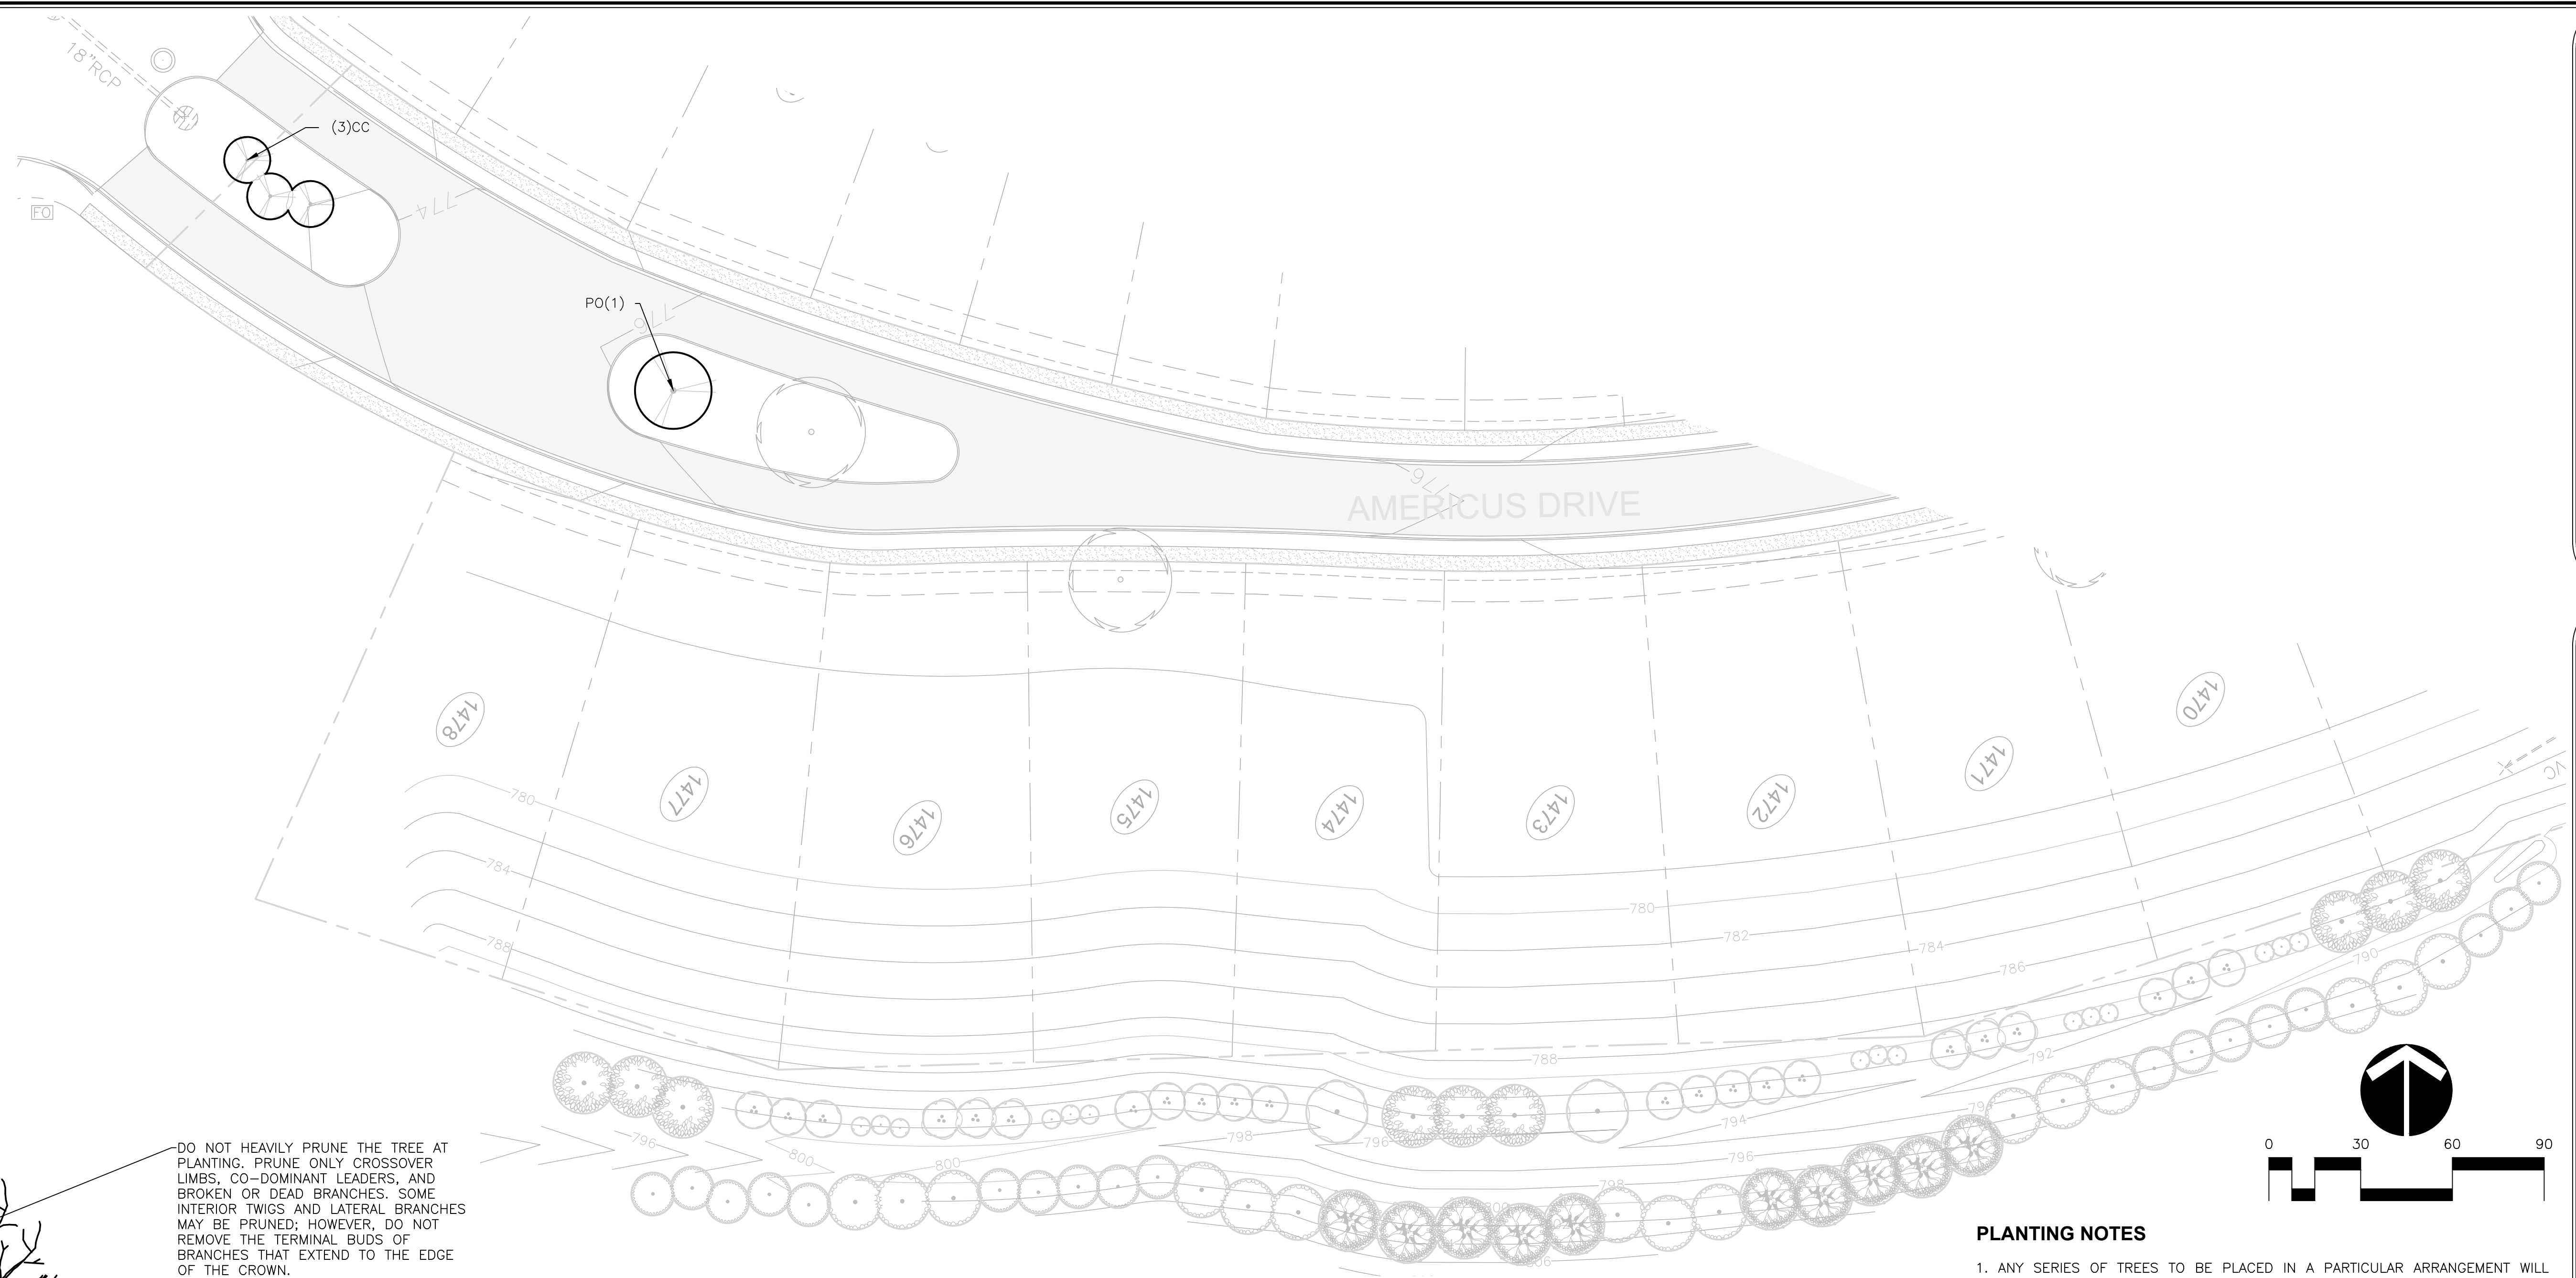 18"RCP
(3)CC
FO
774
PO(1)
776
776
AMERICUS DRIVE
1478
1477
1476
1475
1474
1473
1472
1471
1470
VC
780
784
788
780
782
784
786
790
788
792
794
796
798
796
800
800
796
798
0 30 60 90
DO NOT HEAVILY PRUNE THE TREE AT
PLANTING. PRUNE ONLY CROSSOVER
LIMBS, CO-DOMINANT LEADERS, AND
BROKEN OR DEAD BRANCHES. SOME
INTERIOR TWIGS AND LATERAL BRANCHES
MAY BE PRUNED; HOWEVER, DO NOT
REMOVE THE TERMINAL BUDS OF
BRANCHES THAT EXTEND TO THE EDGE
OF THE CROWN.
PLANTING NOTES
1. ANY SERIES OF TREES TO BE PLACED IN A PARTICULAR ARRANGEMENT WILL